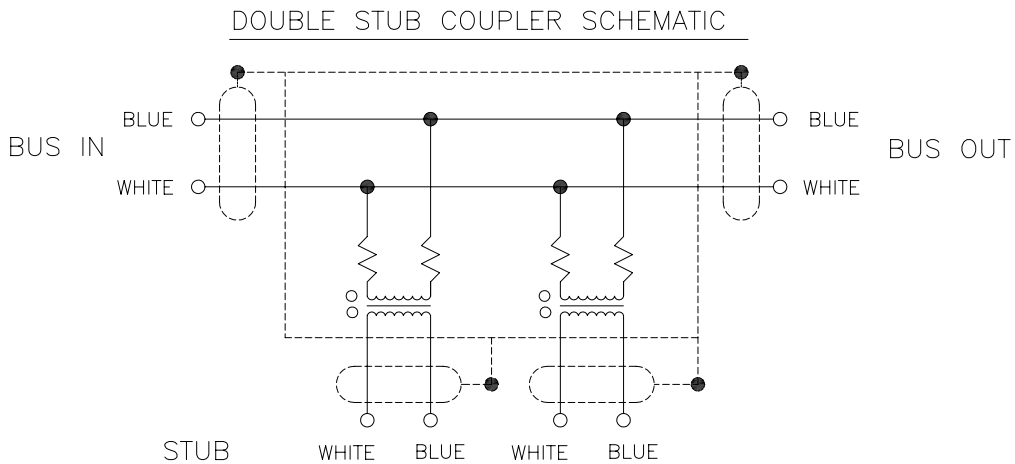 DOUBLE STUB COUPLER SCHEMATIC
BLUE
BLUE
BUS IN
BUS OUT
WHITE
WHITE
STUB
WHITE
BLUE
WHITE
BLUE